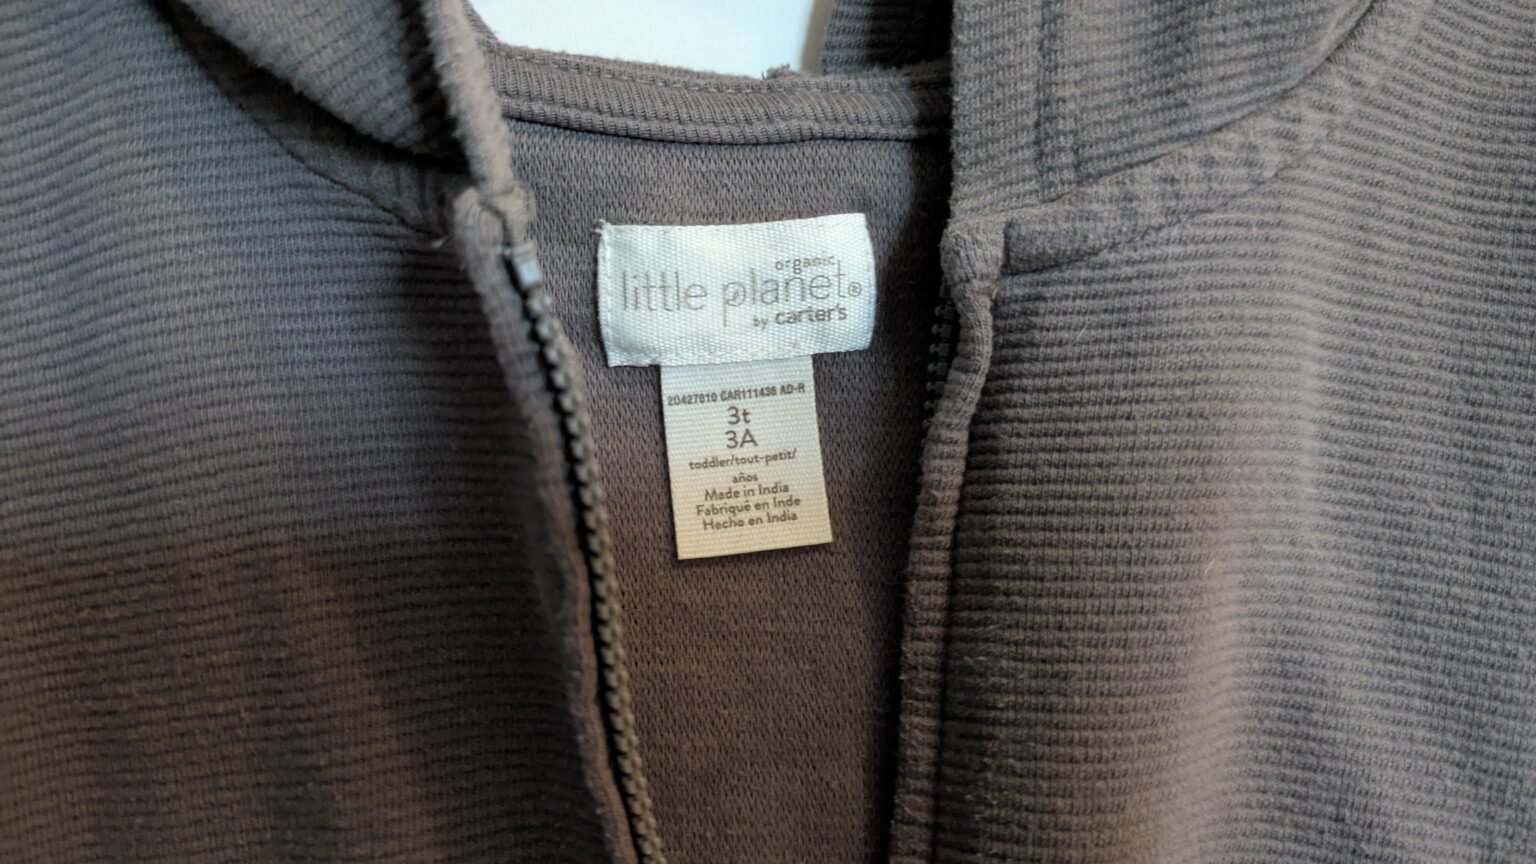 organic
little planet®
by carter's
20427810 CAR111436 AD-R
3t
3A
toddler/tout-petit/
años
Made in India
Fabriqué en Inde
Hecho en India